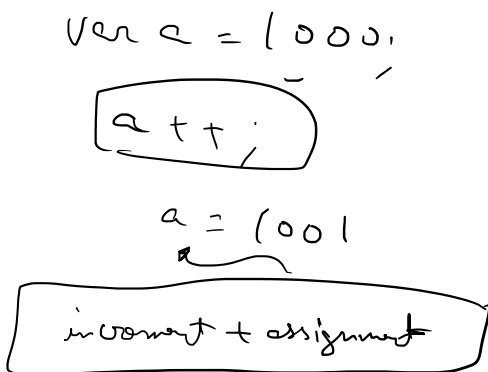 var a = 1000;
a++;
a = 1001
increment + assignment